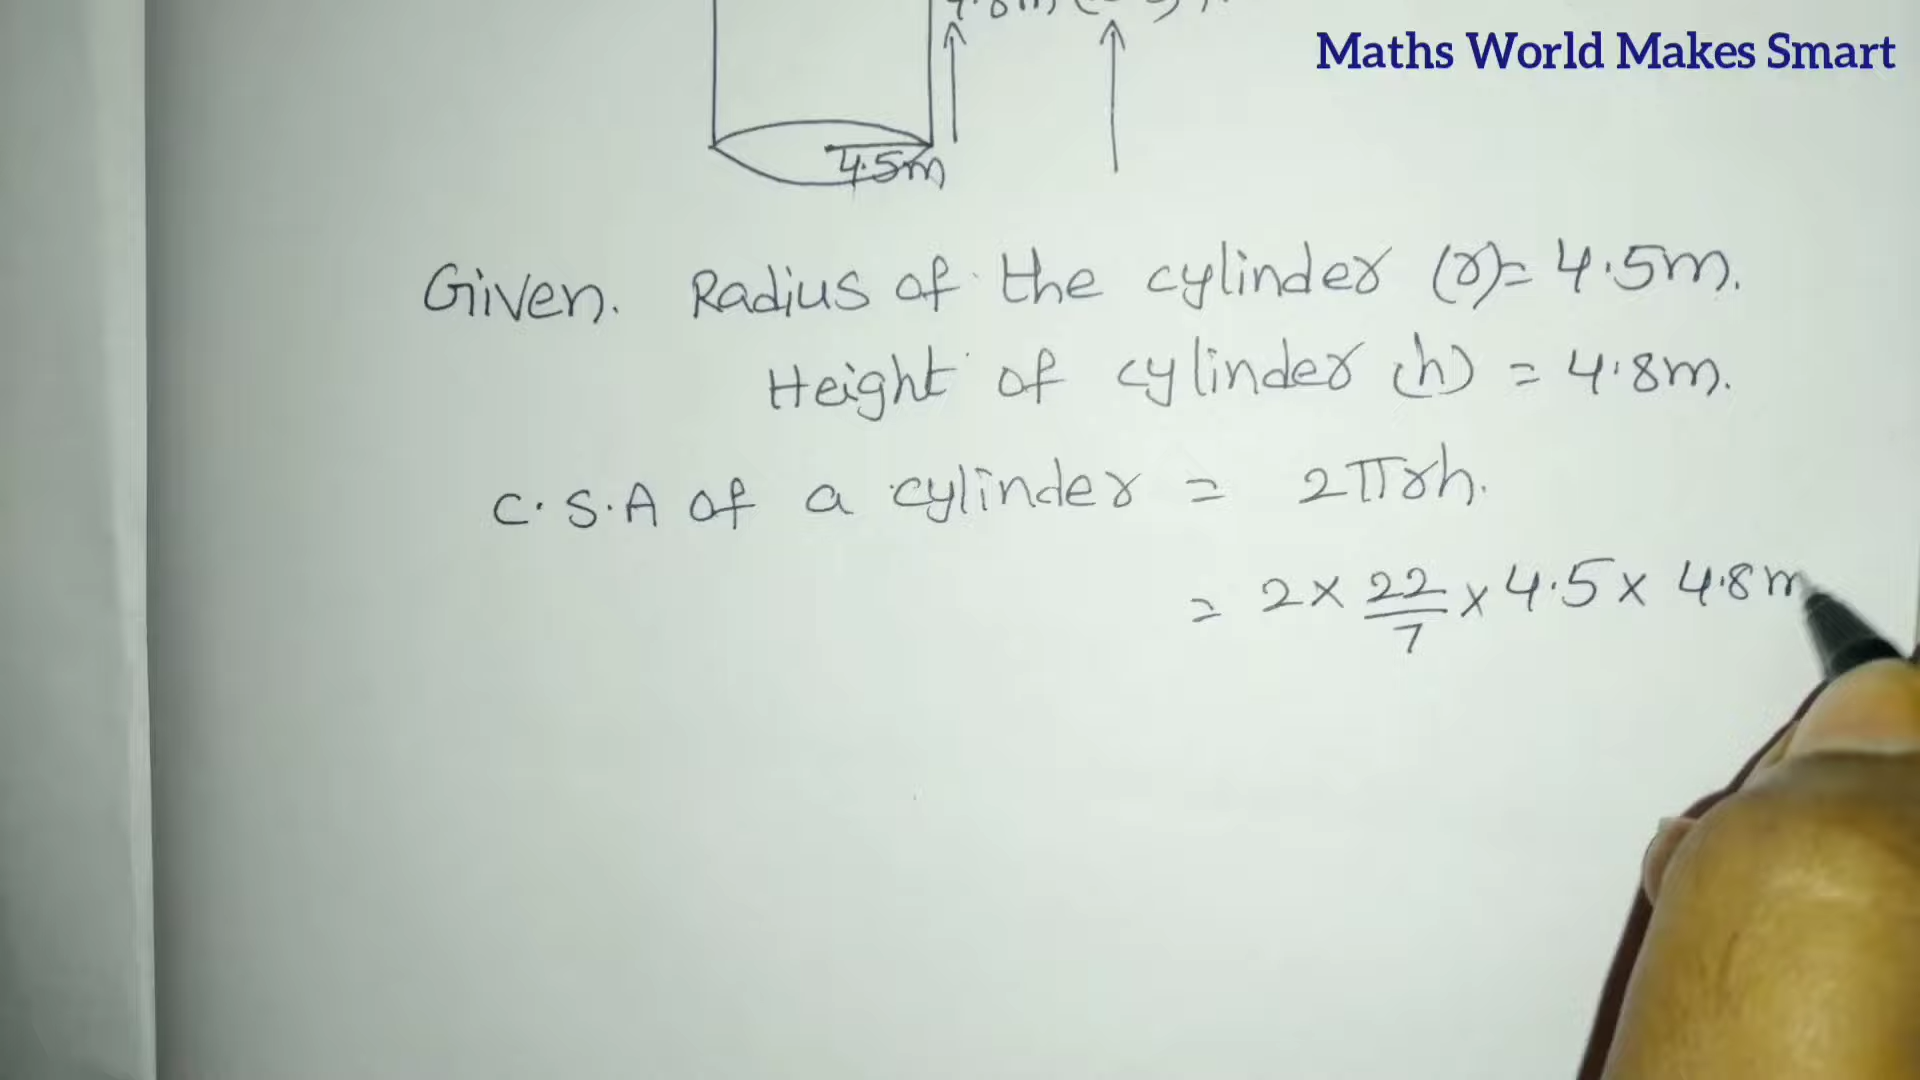 Maths World Makes Smart
4.5m
Given. Radius of the cylinder (r)= 4.5m.
Height of cylinder (h) = 4.8m.
C.S.A of a cylinder = 2πrh.
= 2 x 22/7 x 4.5 x 4.8m